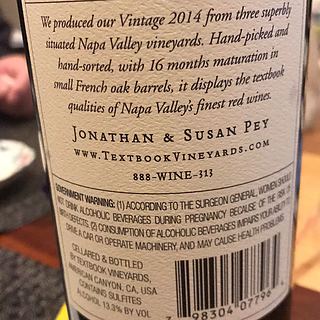 We produced our Vintage 2014 from three superbly
situated Napa Valley vineyards. Hand-picked and
hand-sorted, with 16 months maturation in
small French oak barrels, it displays the textbook
qualities of Napa Valley's finest red wines.
JONATHAN & SUSAN PEY
WWW.TEXTBOOKVINEYARDS.COM
888-WINE-313
GOVERNMENT WARNING: (1) ACCORDING TO THE SURGEON GENERAL, WOMEN SHOULD
NOT DRINK ALCOHOLIC BEVERAGES DURING PREGNANCY BECAUSE OF THE RISK OF
BIRTH DEFECTS. (2) CONSUMPTION OF ALCOHOLIC BEVERAGES IMPAIRS YOUR ABILITY TO
DRIVE A CAR OR OPERATE MACHINERY, AND MAY CAUSE HEALTH PROBLEMS.
CELLARED & BOTTLED
BY TEXTBOOK VINEYARDS,
AMERICAN CANYON, CA
CONTAINS SULFITES
ALCOHOL 13.3% BY VOL
7 98304 07796